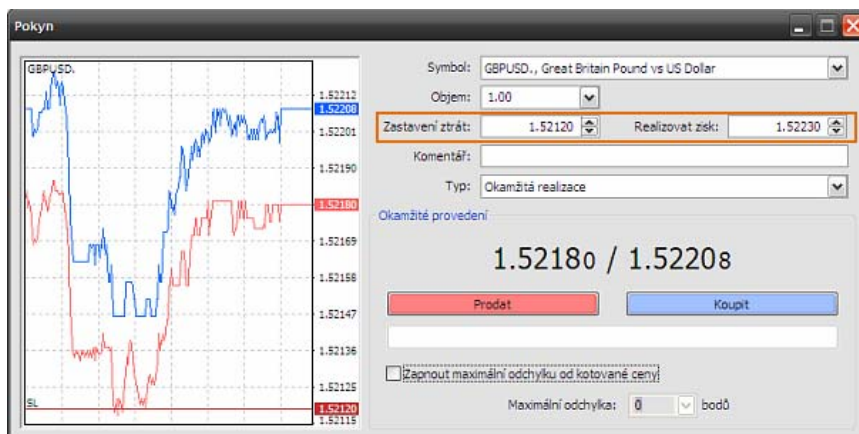 Pokyn
GBPUSD.,
1.52212
1.52208
1.52201
1.52190
1.52180
1.52169
1.52158
1.52147
1.52136
1.52125
1.52120
1.52115
SL
Symbol: GBPUSD., Great Britain Pound vs US Dollar
Objem: 1.00
Zastavení ztrát: 1.52120 Realizovat zisk: 1.52230
Komentář:
Typ: Okamžitá realizace
Okamžité provedení
1.52180 / 1.52208
Prodat Koupit
Zapnout maximální odchylku od kotované ceny
Maximální odchylka: 0 bodů